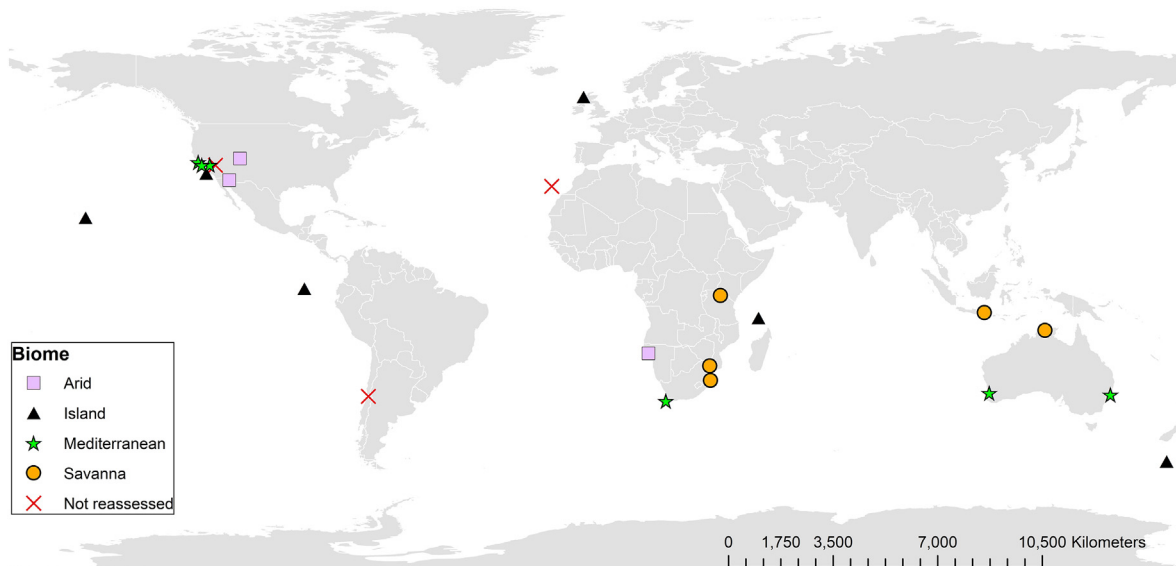 Biome
Arid
Island
Mediterranean
Savanna
Not reassessed
0 1,750 3,500 7,000 10,500 Kilometers